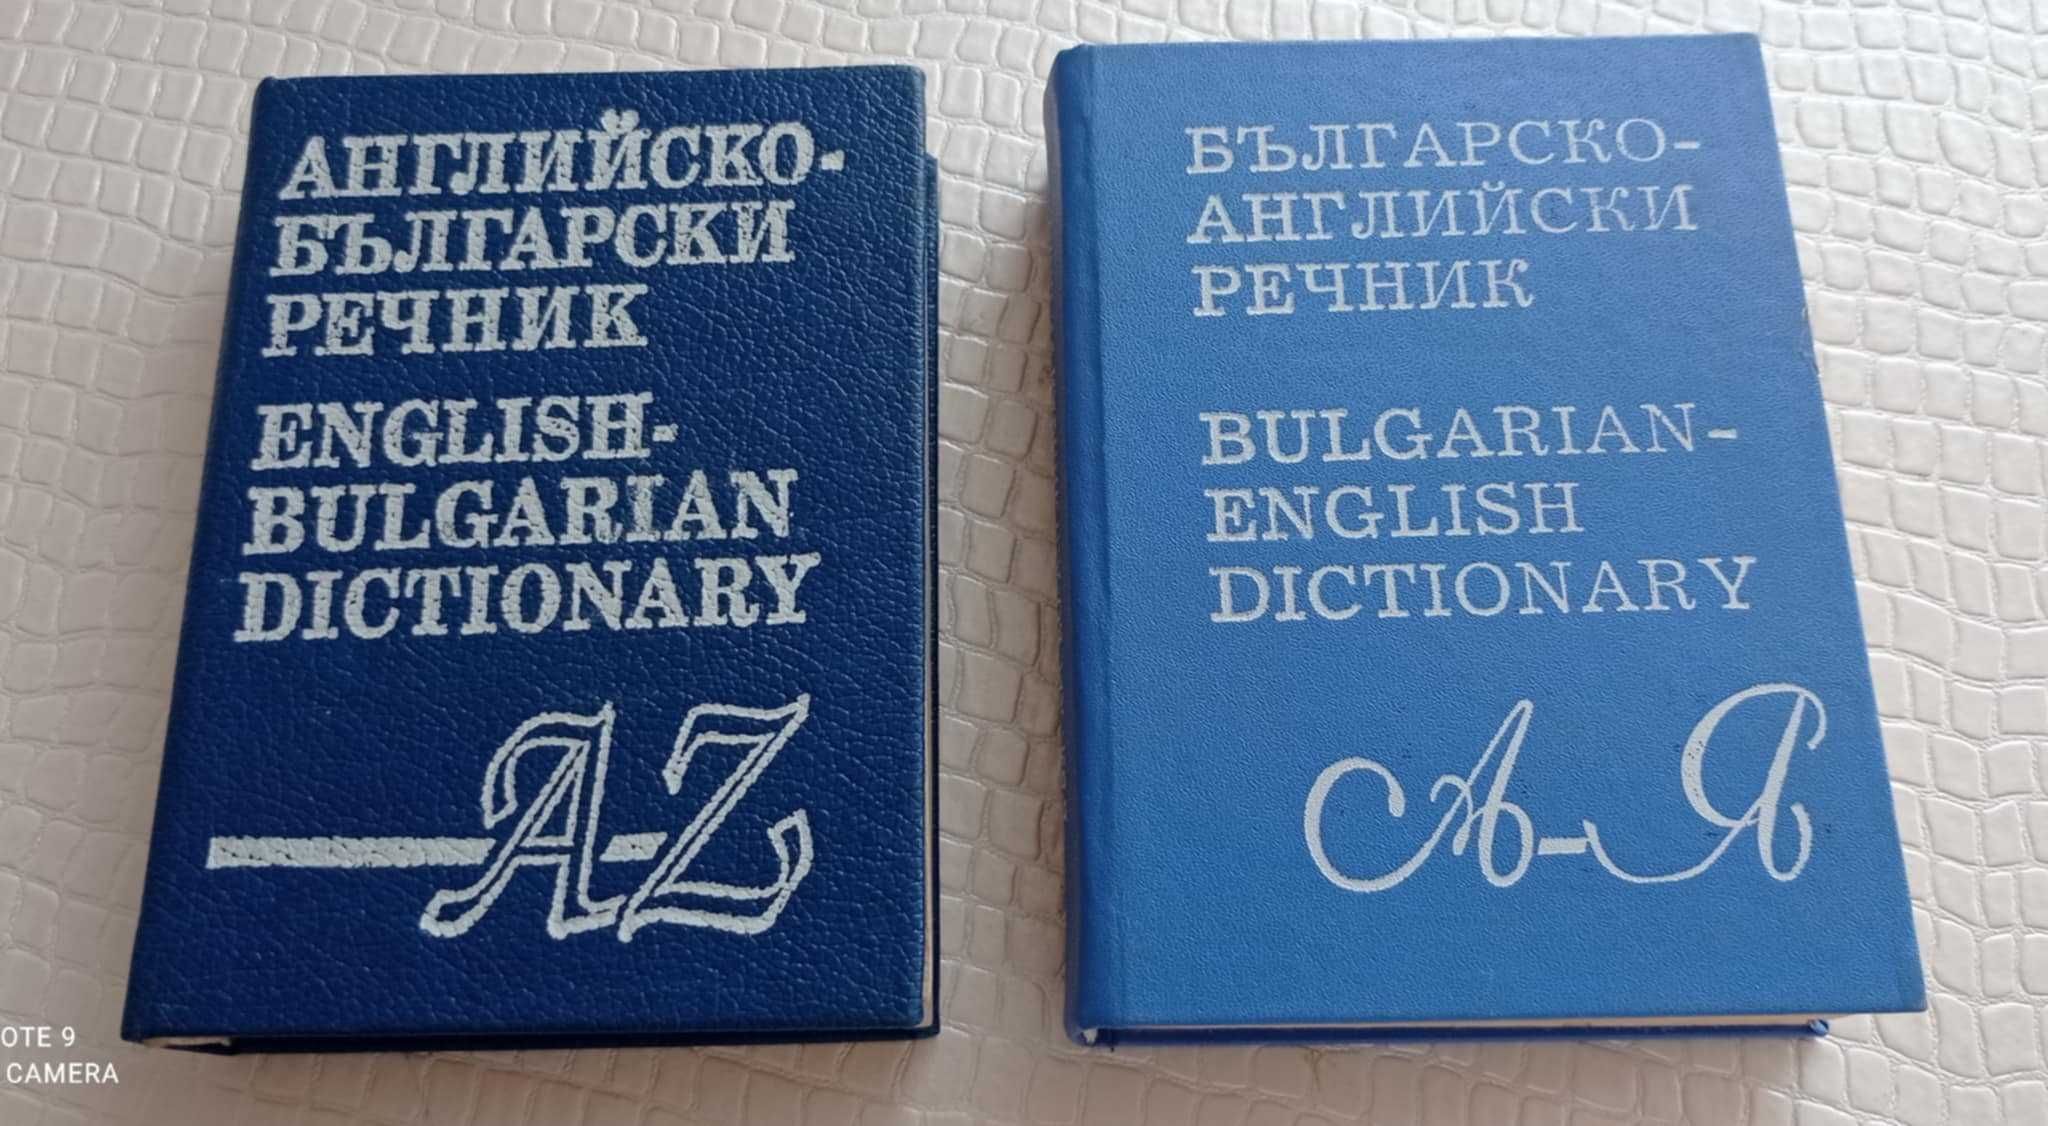 АНГЛИЙСКО-
БЪЛГАРСКИ
РЕЧНИК
ENGLISH-
BULGARIAN
DICTIONARY
A-Z
БЪЛГАРСКО-
АНГЛИЙСКИ
РЕЧНИК
BULGARIAN-
ENGLISH
DICTIONARY
А-Я
OTE 9
CAMERA